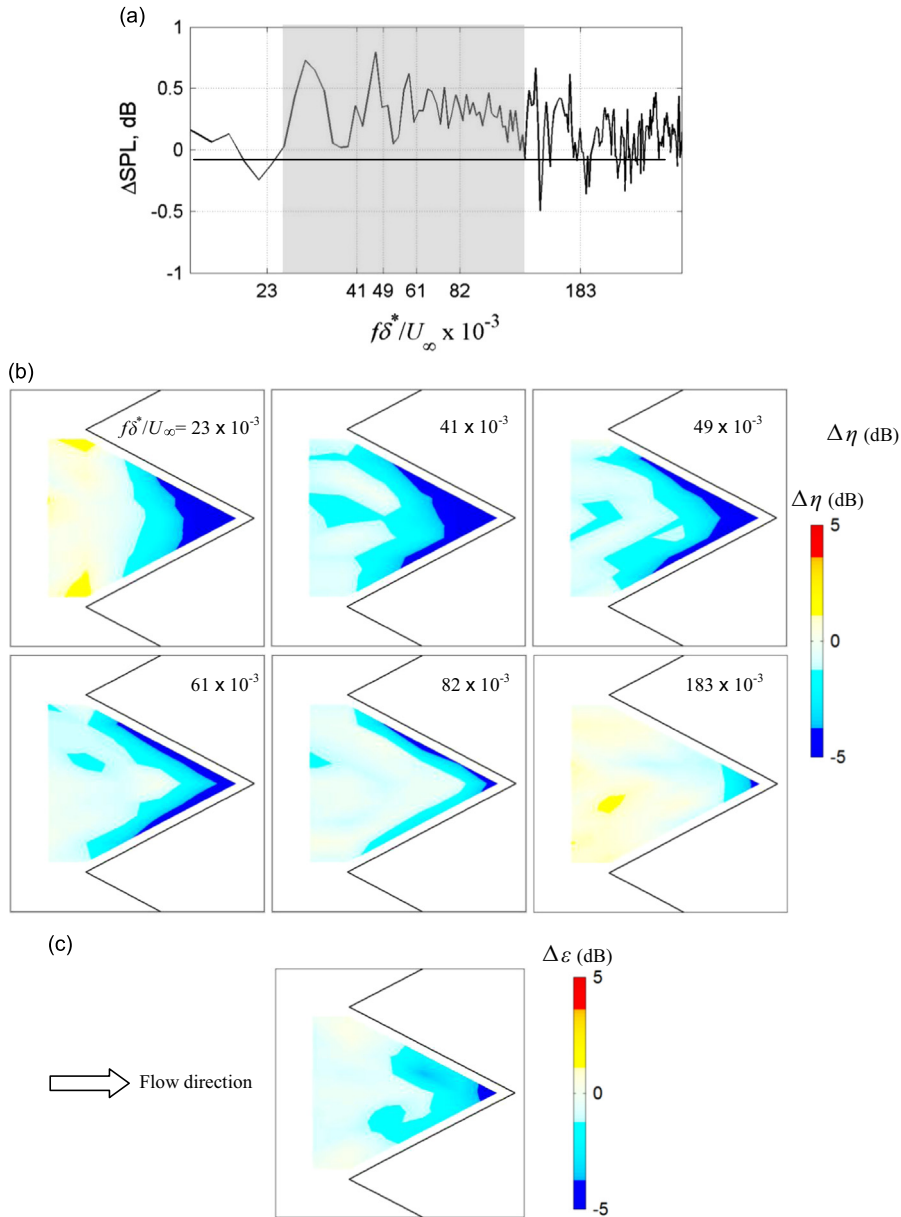 (a)
1
0.5
0
-0.5
-1
ΔSPL, dB
23 41 49 61 82 183
fδ*/U∞ x 10⁻³
(b)
fδ*/U∞= 23 x 10⁻³
41 x 10⁻³
49 x 10⁻³
Δη (dB)
Δη (dB)
5
0
-5
61 x 10⁻³
82 x 10⁻³
183 x 10⁻³
(c)
Δε (dB)
5
0
-5
Flow direction